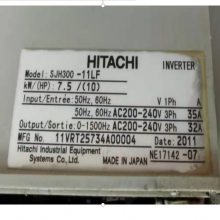 HITACHI INVERTER
Model: SJH300-11LF
kW/(HP) 7.5/(10)
Input/Entrée: 50Hz, 60Hz V 1Ph A
50Hz, 60Hz AC200-240V 3Ph 35A
Output/Sortie: 0-1500Hz AC200-240V 3Ph 32A
MFG No. 11VRT25734A00004 Date: 2011
Hitachi Industrial Equipment
Systems Co., Ltd. NE17142-07